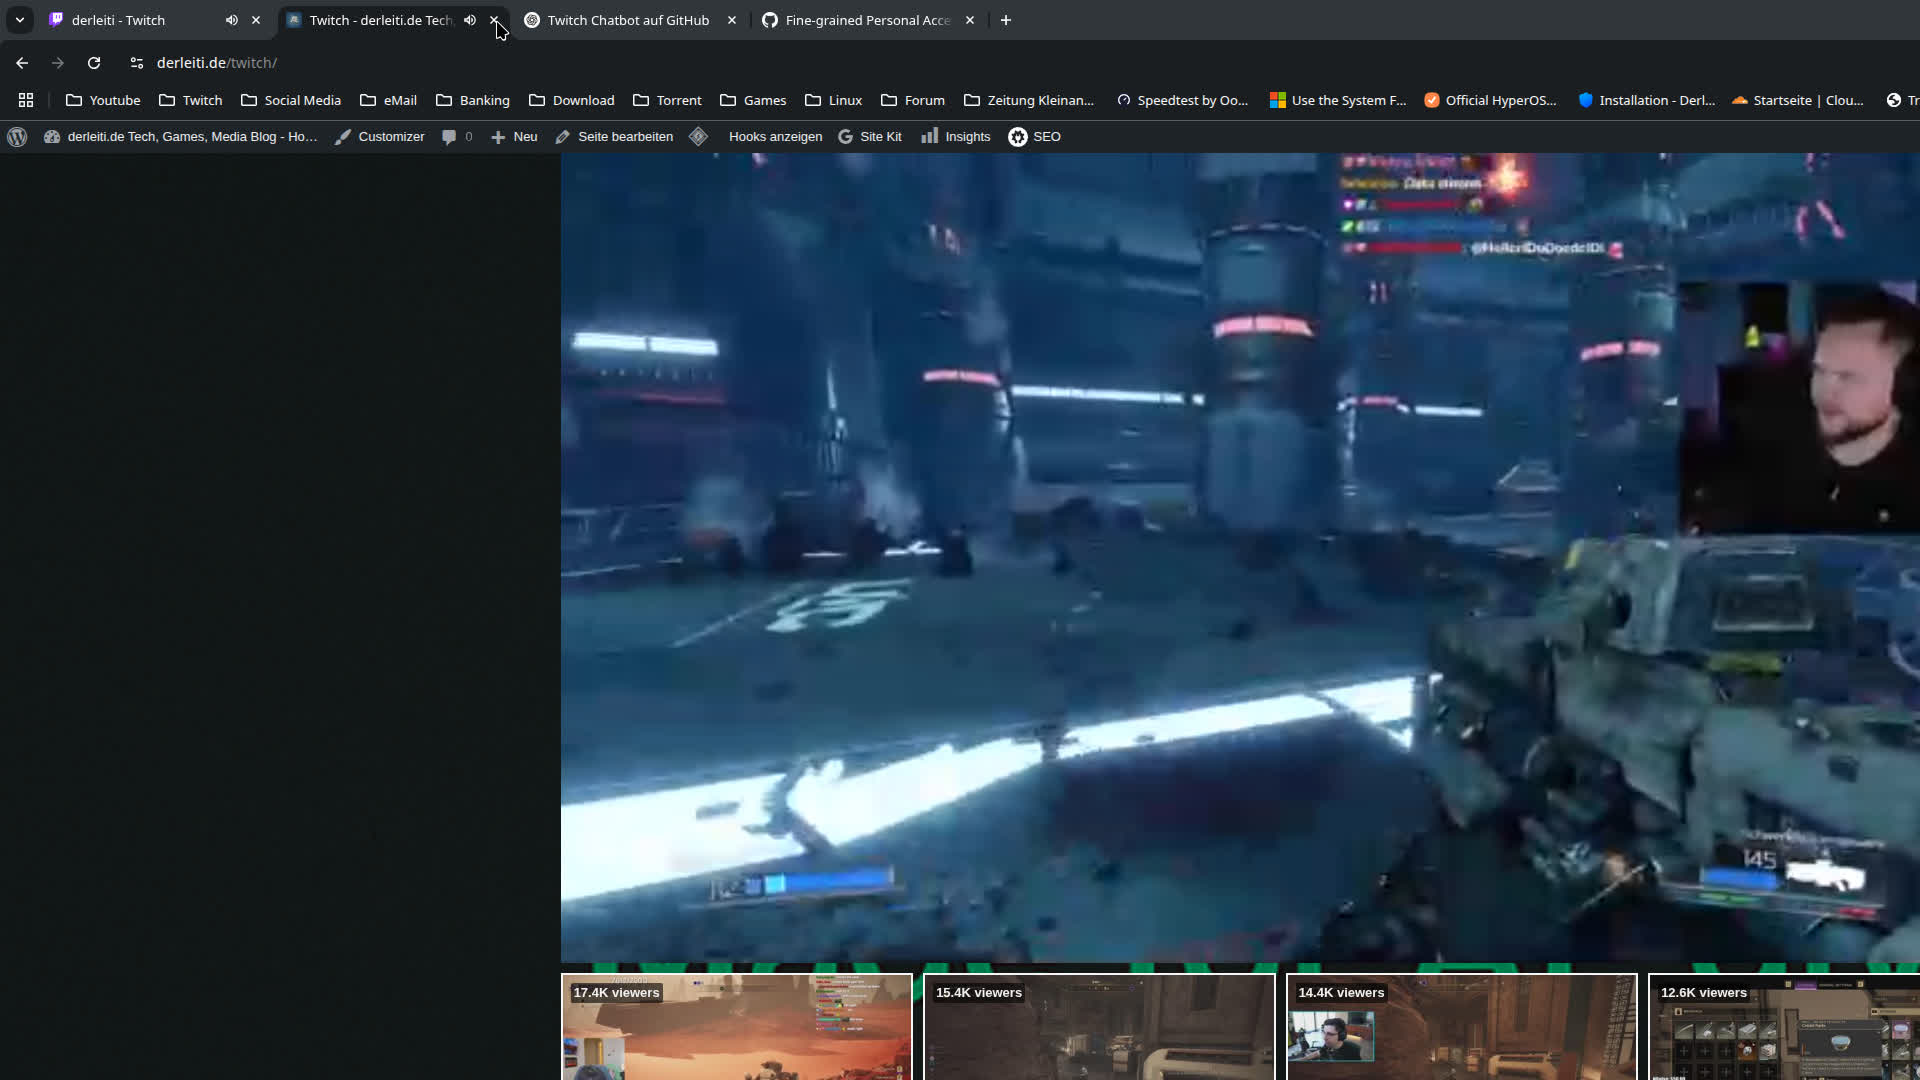 derleiti - Twitch
Twitch - derleiti.de Tech,
Twitch Chatbot auf GitHub
Fine-grained Personal Acce
derleiti.de/twitch/
Youtube
Twitch
Social Media
eMail
Banking
Download
Torrent
Games
Linux
Forum
Zeitung Kleinan...
Speedtest by Oo...
Use the System F...
Official HyperOS...
Installation - Derl...
Startseite | Clou...
Tr
derleiti.de Tech, Games, Media Blog - Ho...
Customizer
0
Neu
Seite bearbeiten
Hooks anzeigen
Site Kit
Insights
SEO
145
17.4K viewers
15.4K viewers
14.4K viewers
12.6K viewers